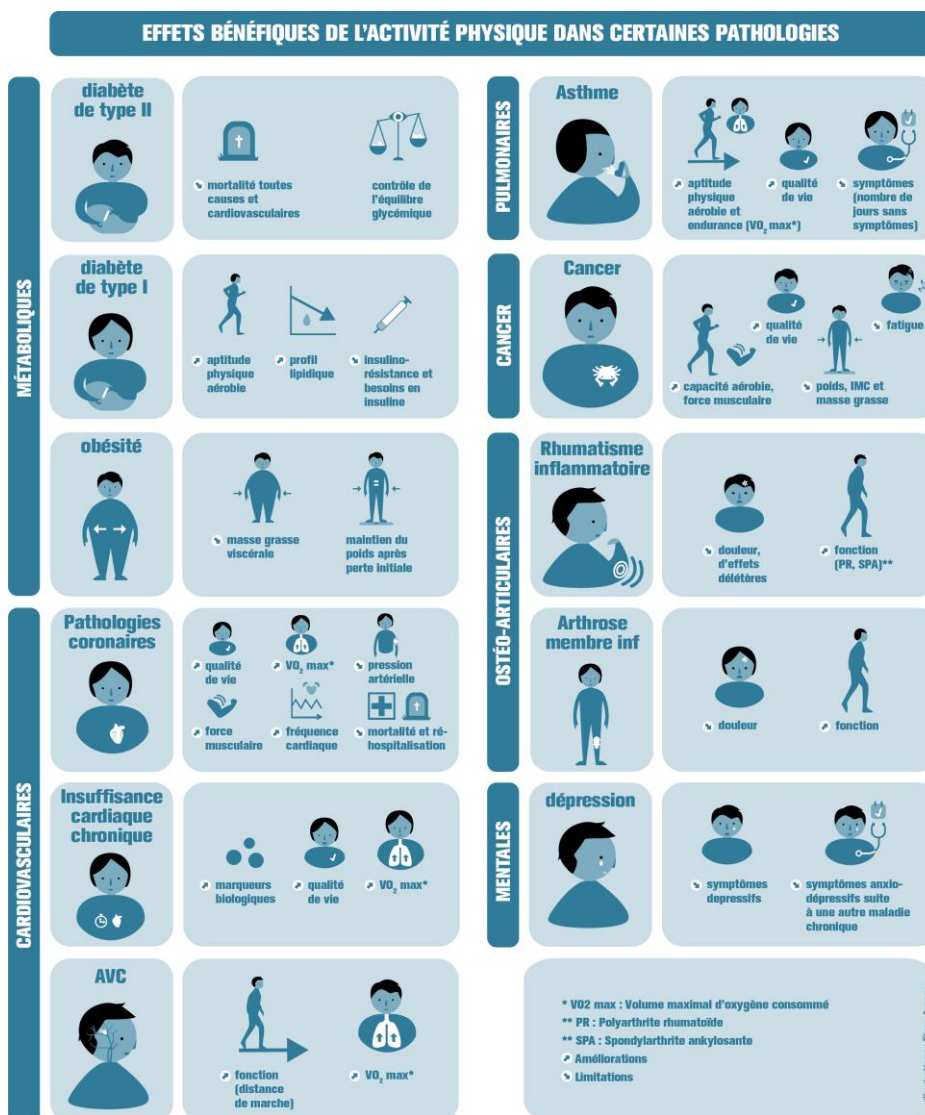 EFFETS BÉNÉFIQUES DE L'ACTIVITÉ PHYSIQUE DANS CERTAINES PATHOLOGIES
MÉTABOLIQUES
diabète
de type II
mortalité toutes
causes et
cardiovasculaires
contrôle de
l'équilibre
glycémique
diabète
de type I
aptitude
physique
aérobie
profil
lipidique
insulino-
résistance et
besoins en
insuline
obésité
masse grasse
viscérale
maintien du
poids après
perte initiale
CARDIOVASCULAIRES
Pathologies
coronaires
qualité
de vie
VO2 max*
pression
artérielle
force
musculaire
fréquence
cardiaque
mortalité et ré-
hospitalisation
Insuffisance
cardiaque
chronique
marqueurs
biologiques
qualité
de vie
VO2 max*
AVC
fonction
(distance
de marche)
VO2 max*
PULMONAIRES
Asthme
aptitude
physique
aérobie et
endurance (VO2 max*)
qualité
de vie
symptômes
(nombre de
jours sans
symptômes)
CANCER
Cancer
capacité aérobie,
force musculaire
qualité
de vie
poids, IMC et
masse grasse
fatigue
OSTÉO-ARTICULAIRES
Rhumatisme
inflammatoire
douleur,
d'effets
délétères
fonction
(PR, SPA)**
Arthrose
membre inf
douleur
fonction
MENTALES
dépression
symptômes
depressifs
symptômes anxio-
dépressifs suite
à une autre maladie
chronique
* VO2 max : Volume maximal d'oxygène consommé
** PR : Polyarthrite rhumatoïde
** SPA : Spondylarthrite ankylosante
Améliorations
Limitations